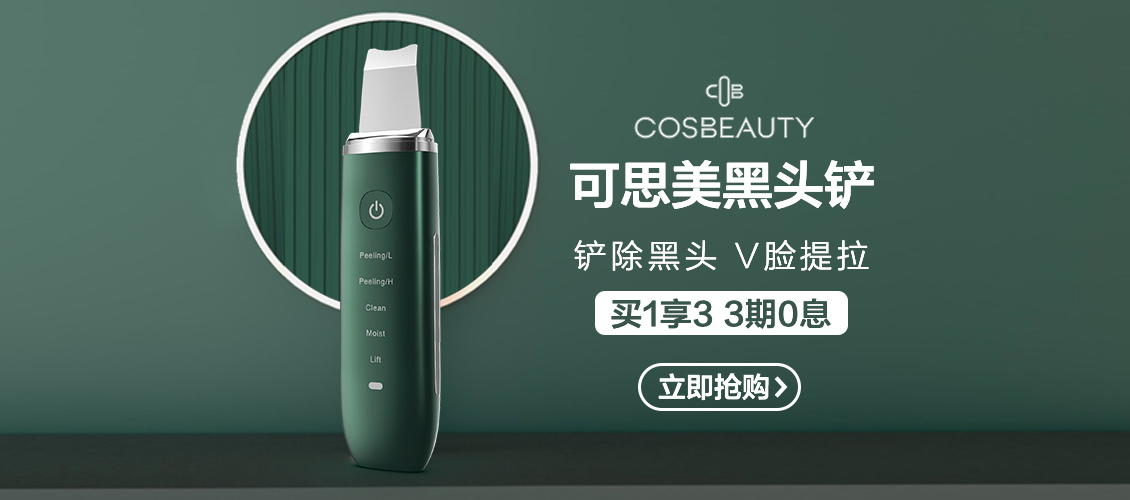 Peeling/L
Peeling/H
Clean
Moist
Lift
COB
COSBEAUTY
可思美黑头铲
铲除黑头 V脸提拉
买1享3 3期0息
立即抢购